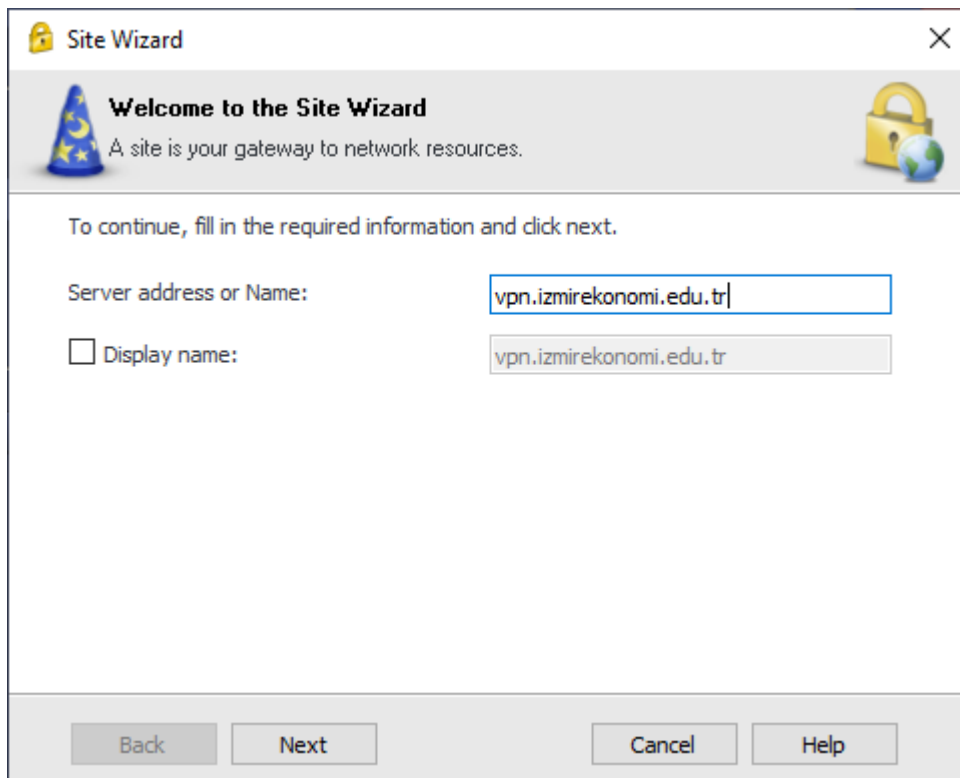 Site Wizard
Welcome to the Site Wizard
A site is your gateway to network resources.
To continue, fill in the required information and click next.
Server address or Name: vpn.izmirekonomi.edu.tr
Display name: vpn.izmirekonomi.edu.tr
Back Next Cancel Help